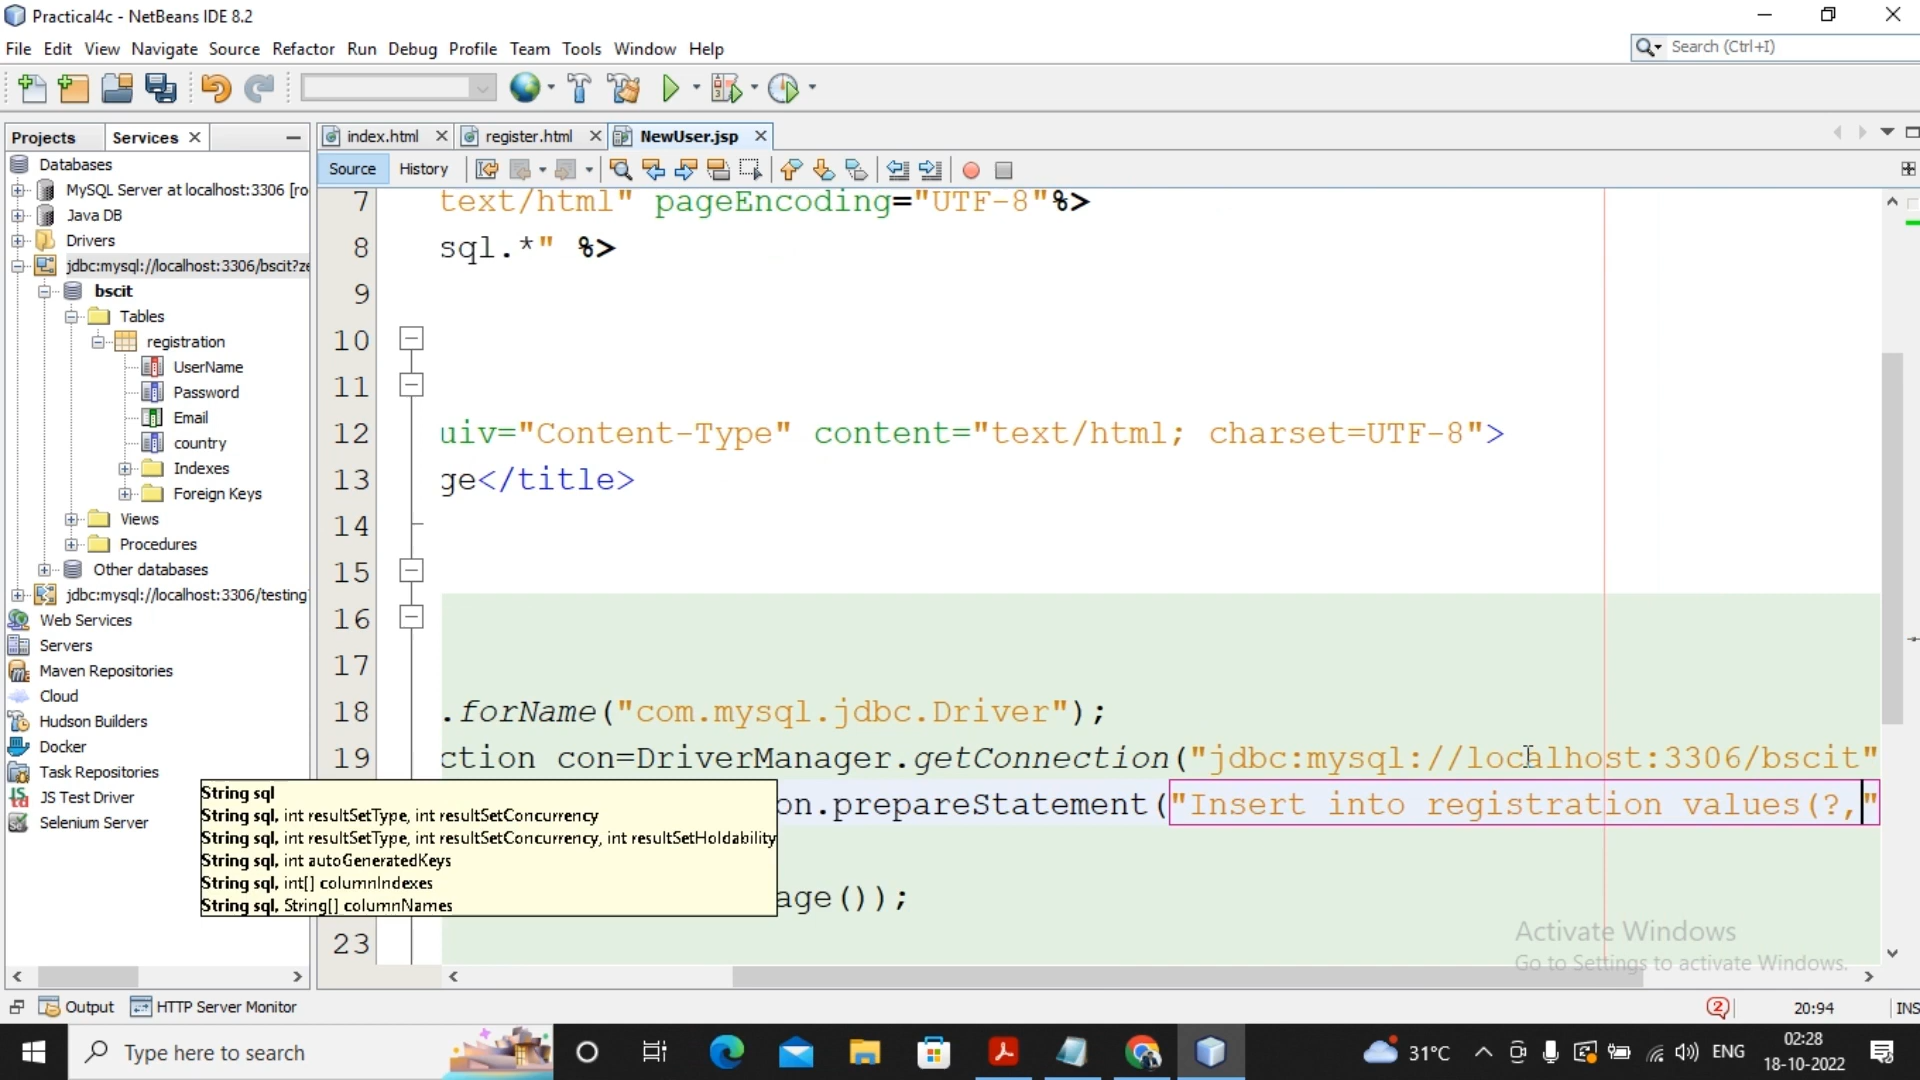 Practical4c - NetBeans IDE 8.2
File Edit View Navigate Source Refactor Run Debug Profile Team Tools Window Help
Search (Ctrl+I)
Projects
Services
index.html
register.html
NewUser.jsp
Source
History
Databases
MySQL Server at localhost:3306 [ro
Java DB
Drivers
jdbc:mysql://localhost:3306/bscit?ze
bscit
Tables
registration
UserName
Password
Email
country
Indexes
Foreign Keys
Views
Procedures
Other databases
jdbc:mysql://localhost:3306/testing
Web Services
Servers
Maven Repositories
Cloud
Hudson Builders
Docker
Task Repositories
JS Test Driver
Selenium Server
7 text/html" pageEncoding="UTF-8"%>
8 sql.*" %>
9
10
11
12 uiv="Content-Type" content="text/html; charset=UTF-8">
13 ge</title>
14
15
16
17
18 .forName("com.mysql.jdbc.Driver");
19 ction con=DriverManager.getConnection("jdbc:mysql://localhost:3306/bscit"
on.prepareStatement("Insert into registration values(?,"
age());
23
String sql
String sql, int resultSetType, int resultSetConcurrency
String sql, int resultSetType, int resultSetConcurrency, int resultSetHoldability
String sql, int autoGeneratedKeys
String sql, int[] columnIndexes
String sql, String[] columnNames
Activate Windows
Go to Settings to activate Windows.
Output
HTTP Server Monitor
2
20:94
INS
Type here to search
31°C
ENG
02:28
18-10-2022